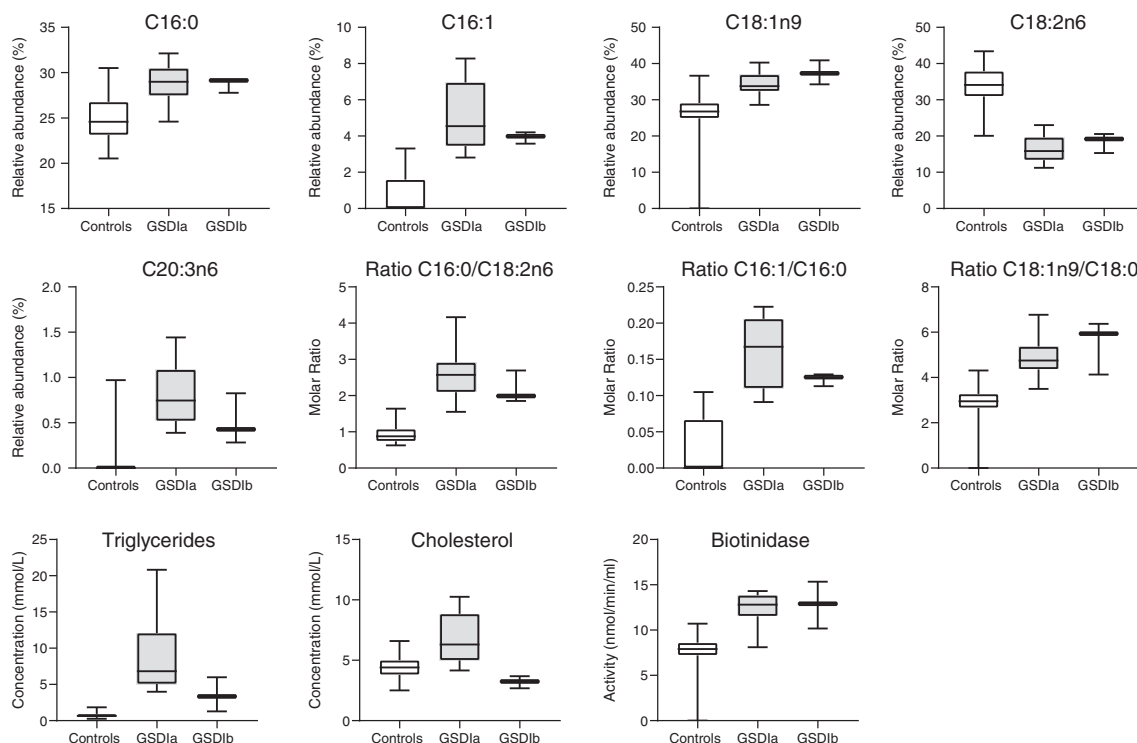 C16:0
Relative abundance (%)
35
30
25
20
15
Controls GSDIa GSDIb
C16:1
Relative abundance (%)
10
8
6
4
2
0
Controls GSDIa GSDIb
C18:1n9
Relative abundance (%)
50
40
30
20
10
0
Controls GSDIa GSDIb
C18:2n6
Relative abundance (%)
50
40
30
20
10
0
Controls GSDIa GSDIb
C20:3n6
Relative abundance (%)
2.0
1.5
1.0
0.5
0.0
Controls GSDIa GSDIb
Ratio C16:0/C18:2n6
Molar Ratio
5
4
3
2
1
0
Controls GSDIa GSDIb
Ratio C16:1/C16:0
Molar Ratio
0.25
0.20
0.15
0.10
0.05
0.00
Controls GSDIa GSDIb
Ratio C18:1n9/C18:0
Molar Ratio
8
6
4
2
0
Controls GSDIa GSDIb
Triglycerides
Concentration (mmol/L)
25
20
15
10
5
0
Controls GSDIa GSDIb
Cholesterol
Concentration (mmol/L)
15
10
5
0
Controls GSDIa GSDIb
Biotinidase
Activity (nmol/min/ml)
20
15
10
5
0
Controls GSDIa GSDIb